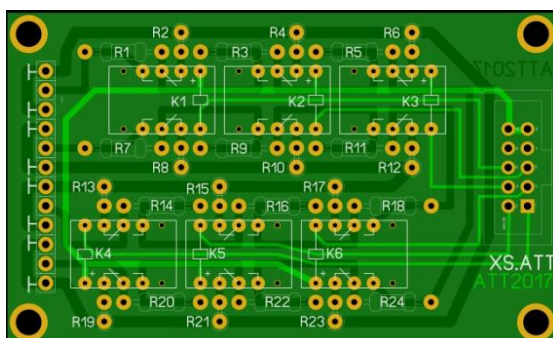 R2 R4 R6
R1 R3 R5
ATT2017
K1 K2 K3
R7 R9 R11
R8 R10 R12
R13 R15 R17
R14 R16 R18
K4 K5 K6
XS.ATT
ATT2017
R20 R22 R24
R19 R21 R23